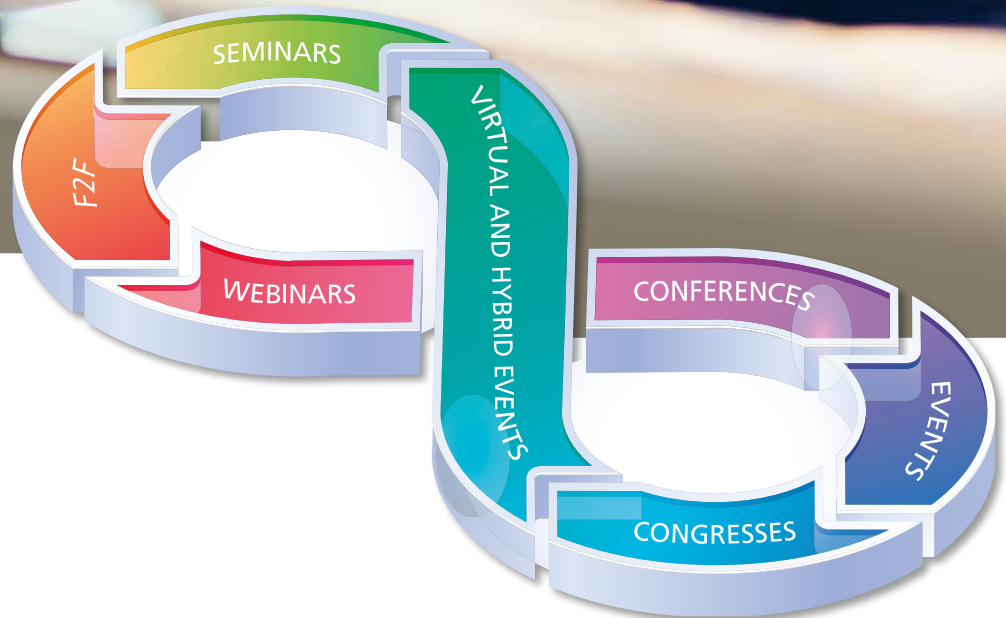 SEMINARS
F2F
WEBINARS
VIRTUAL AND HYBRID EVENTS
CONFERENCES
EVENTS
CONGRESSES